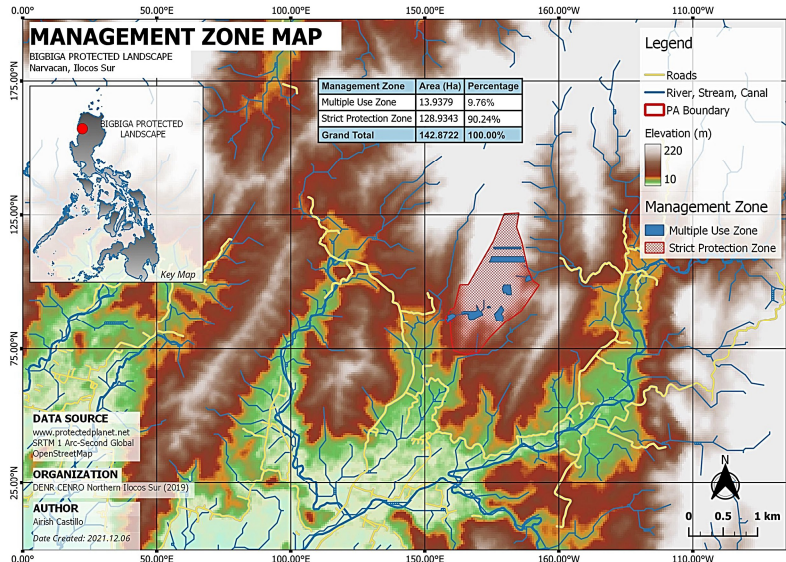 0.00°
50.00°E
100.00°E
150.00°E
160.00°E
110.00°E
MANAGEMENT ZONE MAP
BIGBIGA PROTECTED LANDSCAPE
Narvacan, Ilocos Sur
BIGBIGA PROTECTED
LANDSCAPE
Key Map
Management Zone Area (Ha) Percentage
Multiple Use Zone 13.9379 9.76%
Strict Protection Zone 128.9343 90.24%
Grand Total 142.8722 100.00%
Legend
Roads
River, Stream, Canal
PA Boundary
Elevation (m)
220
10
Management Zone
Multiple Use Zone
Strict Protection Zone
175.00°N
125.00°N
75.00°N
25.00°N
DATA SOURCE
www.protectedplanet.net
SRTM 1 Arc-Second Global
OpenStreetMap
ORGANIZATION
DENR-CENRO Northern Ilocos Sur (2019)
AUTHOR
Airish Castillo
Date Created: 2021.12.06
N
0 0.5 1 km
0.00°
50.00°E
100.00°E
150.00°E
160.00°E
110.00°E